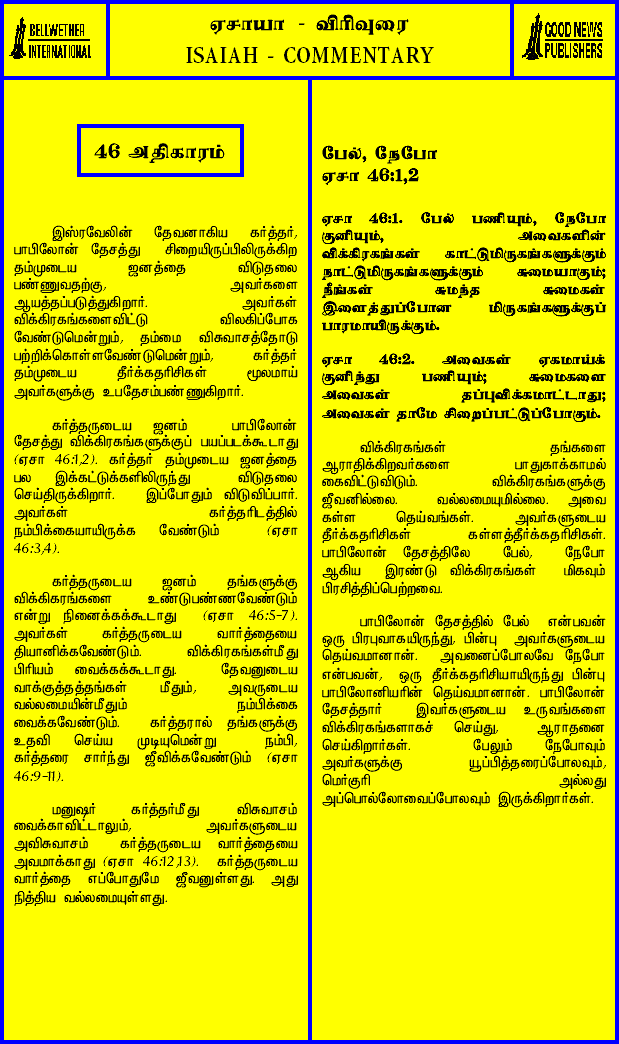 BELLWETHER
INTERNATIONAL
ஏசாயா - விரிவுரை
ISAIAH - COMMENTARY
GOOD NEWS
PUBLISHERS
46 அதிகாரம்
இஸ்ரவேலின் தேவனாகிய கர்த்தர்,
பாபிலோன் தேசத்து சிறையிருப்பிலிருக்கிற
தம்முடைய ஜனத்தை விடுதலை
பண்ணுவதற்கு, அவர்களை
ஆயத்தப்படுத்துகிறார். அவர்கள்
விக்கிரகங்களைவிட்டு விலகிப்போக
வேண்டுமென்றும், தம்மை விசுவாசத்தோடு
பற்றிக்கொள்ளவேண்டுமென்றும், கர்த்தர்
தம்முடைய தீர்க்கதரிசிகள் மூலமாய்
அவர்களுக்கு உபதேசம்பண்ணுகிறார்.
கர்த்தருடைய ஜனம் பாபிலோன்
தேசத்து விக்கிரகங்களுக்குப் பயப்படக்கூடாது
(ஏசா 46:1,2). கர்த்தர் தம்முடைய ஜனத்தை
பல இக்கட்டுக்களிலிருந்து விடுதலை
செய்திருக்கிறார். இப்போதும் விடுவிப்பார்.
அவர்கள் கர்த்தரிடத்தில்
நம்பிக்கையாயிருக்க வேண்டும் (ஏசா
46:3,4).
கர்த்தருடைய ஜனம் தங்களுக்கு
விக்கிகரங்களை உண்டுபண்ணவேண்டும்
என்று நினைக்கக்கூடாது (ஏசா 46:5-7).
அவர்கள் கர்த்தருடைய வார்த்தையை
தியானிக்கவேண்டும். விக்கிரகங்கள்மீது
பிரியம் வைக்கக்கூடாது. தேவனுடைய
வாக்குத்தத்தங்கள் மீதும், அவருடைய
வல்லமையின்மீதும் நம்பிக்கை
வைக்கவேண்டும். கர்த்தரால் தங்களுக்கு
உதவி செய்ய முடியுமென்று நம்பி,
கர்த்தரை சார்ந்து ஜீவிக்கவேண்டும் (ஏசா
46:9-11).
மனுஷர் கர்த்தர்மீது விசுவாசம்
வைக்காவிட்டாலும், அவர்களுடைய
அவிசுவாசம் கர்த்தருடைய வார்த்தையை
அவமாக்காது (ஏசா 46:12,13). கர்த்தருடைய
வார்த்தை எப்போதுமே ஜீவனுள்ளது. அது
நித்திய வல்லமையுள்ளது.
பேல், நேபோ
ஏசா 46:1,2
ஏசா 46:1. பேல் பணியும், நேபோ
குனியும், அவைகளின்
விக்கிரகங்கள் காட்டுமிருகங்களுக்கும்
நாட்டுமிருகங்களுக்கும் சுமையாகும்;
நீங்கள் சுமந்த சுமைகள்
இளைத்துப்போன மிருகங்களுக்குப்
பாரமாயிருக்கும்.
ஏசா 46:2. அவைகள் ஏகமாய்க்
குனிந்து பணியும்; சுமைகளை
அவைகள் தப்புவிக்கமாட்டாது;
அவைகள் தாமே சிறைப்பட்டுப்போகும்.
விக்கிரகங்கள் தங்களை
ஆராதிக்கிறவர்களை பாதுகாக்காமல்
கைவிட்டுவிடும். விக்கிரகங்களுக்கு
ஜீவனில்லை. வல்லமையுமில்லை. அவை
கள்ள தெய்வங்கள். அவர்களுடைய
தீர்க்கதரிசிகள் கள்ளத்தீர்க்கதரிசிகள்.
பாபிலோன் தேசத்திலே பேல், நேபோ
ஆகிய இரண்டு விக்கிரகங்கள் மிகவும்
பிரசித்திப்பெற்றவை.
பாபிலோன் தேசத்தில் பேல் என்பவன்
ஒரு பிரபுவாகயிருந்து, பின்பு அவர்களுடைய
தெய்வமானான். அவனைப்போலவே நேபோ
என்பவன், ஒரு தீர்க்கதரிசியாயிருந்து பின்பு
பாபிலோனியரின் தெய்வமானான். பாபிலோன்
தேசத்தார் இவர்களுடைய உருவங்களை
விக்கிரகங்களாகச் செய்து, ஆராதனை
செய்கிறார்கள். பேலும் நேபோவும்
அவர்களுக்கு யூப்பித்தரைப்போலவும்,
மெர்குரி அல்லது
அப்பொல்லோவைப்போலவும் இருக்கிறார்கள்.